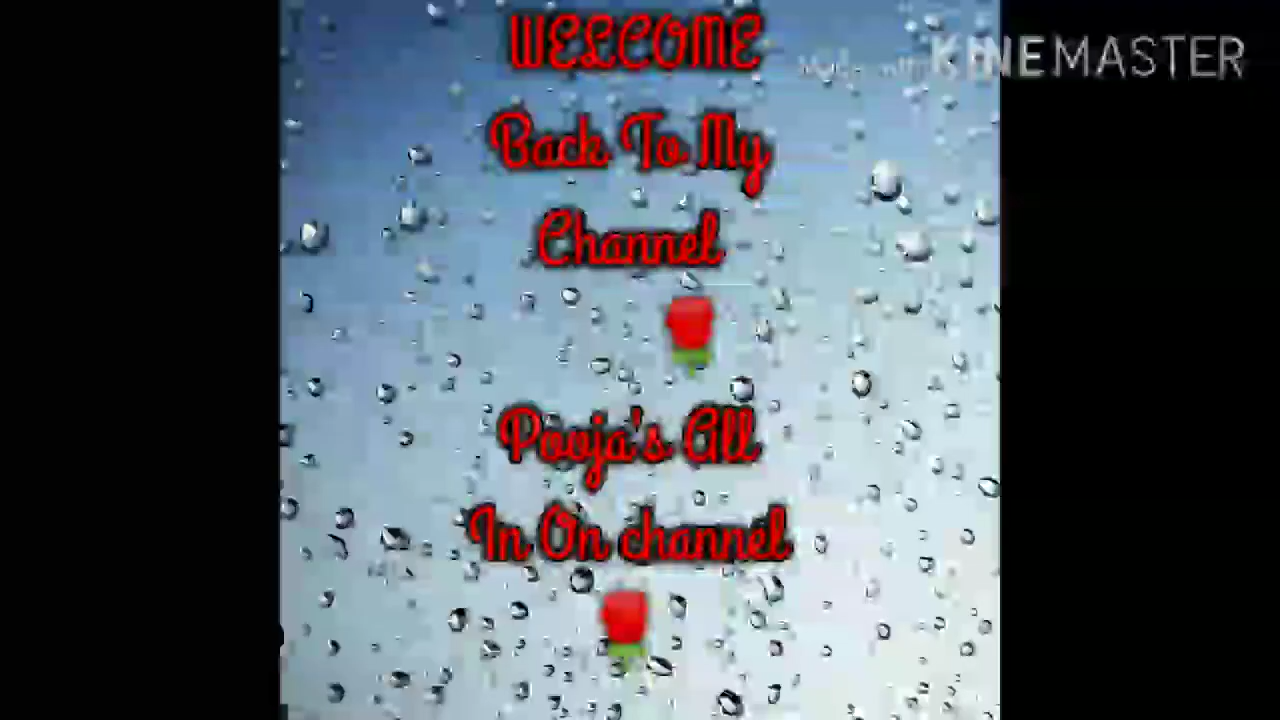 WELCOME
KINEMASTER
Back To My
Channel
Pooja's All
In On channel